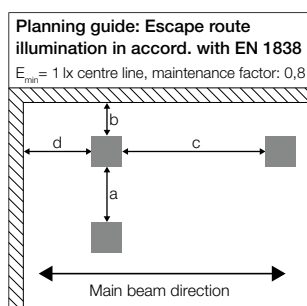 Planning guide: Escape route
illumination in accord. with EN 1838
Emin= 1 lx centre line, maintenance factor: 0,8
b
d
c
a
Main beam direction